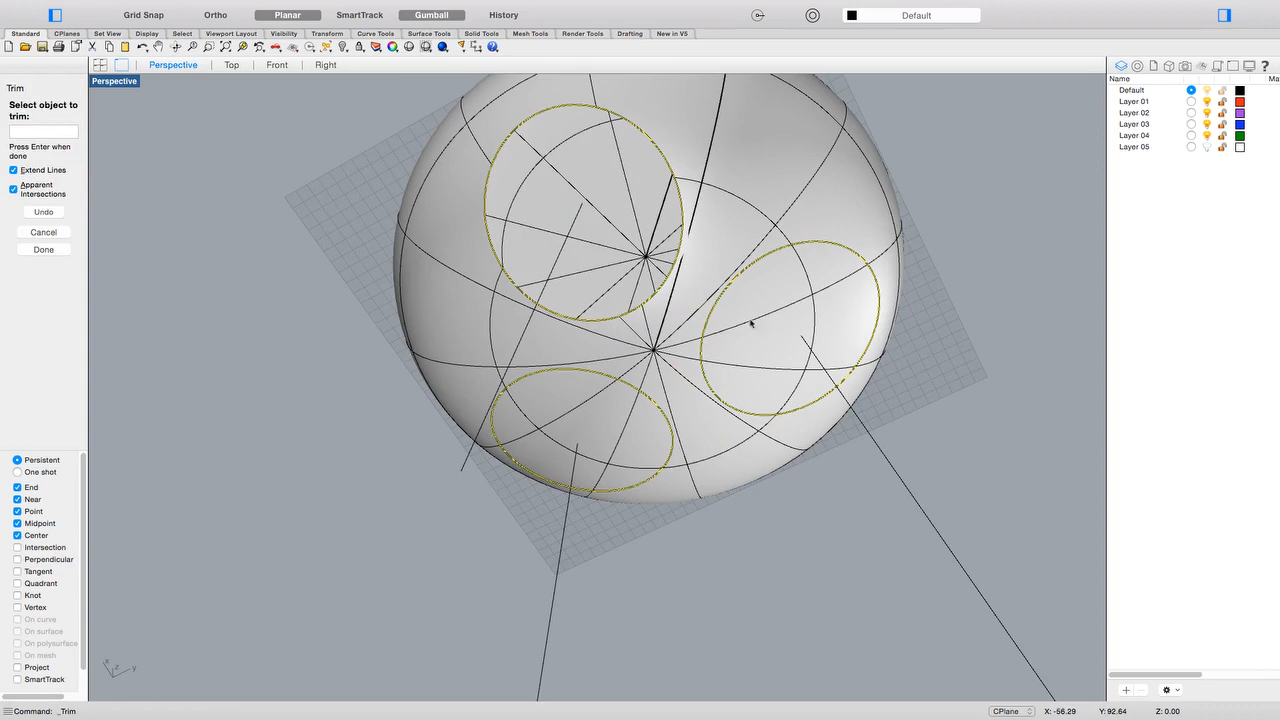 Grid Snap Ortho Planar SmartTrack Gumball History Default
Standard CPlanes Set View Display Select Viewport Layout Visibility Transform Curve Tools Surface Tools Solid Tools Mesh Tools Render Tools Drafting New in V5
Perspective Top Front Right
Perspective
Trim
Select object to
trim:
Press Enter when
done
Extend Lines
Apparent
Intersections
Undo
Cancel
Done
Persistent
One shot
End
Near
Point
Midpoint
Center
Intersection
Perpendicular
Tangent
Quadrant
Knot
Vertex
On curve
On surface
On polysurface
On mesh
Project
SmartTrack
x z y
Name Ma
Default
Layer 01
Layer 02
Layer 03
Layer 04
Layer 05
Command: _Trim
CPlane X: -56.29 Y: 92.64 Z: 0.00